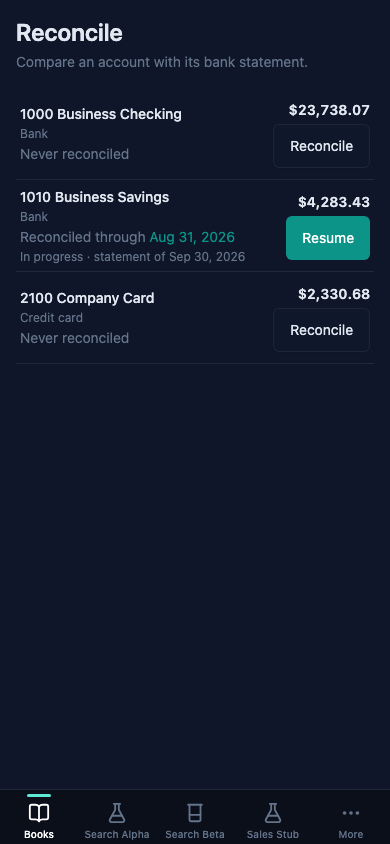 Reconcile
Compare an account with its bank statement.
1000 Business Checking
Bank
Never reconciled
$23,738.07
Reconcile
1010 Business Savings
Bank
Reconciled through Aug 31, 2026
In progress · statement of Sep 30, 2026
$4,283.43
Resume
2100 Company Card
Credit card
Never reconciled
$2,330.68
Reconcile
Books
Search Alpha
Search Beta
Sales Stub
More